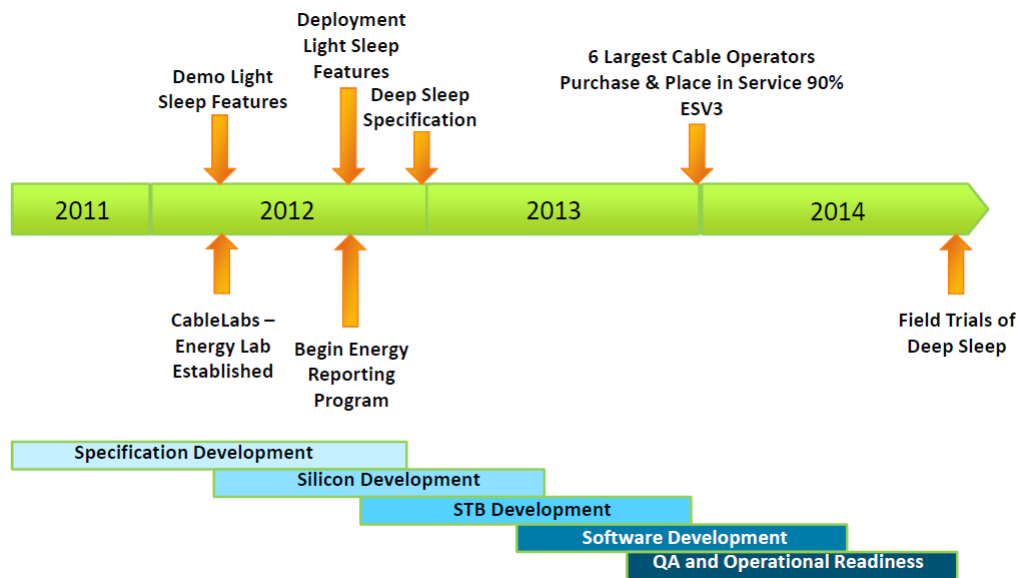 Deployment
Light Sleep
Features
Demo Light
Sleep Features
Deep Sleep
Specification
6 Largest Cable Operators
Purchase & Place in Service 90%
ESV3
2011
2012
2013
2014
CableLabs –
Energy Lab
Established
Begin Energy
Reporting
Program
Field Trials of
Deep Sleep
Specification Development
Silicon Development
STB Development
Software Development
QA and Operational Readiness